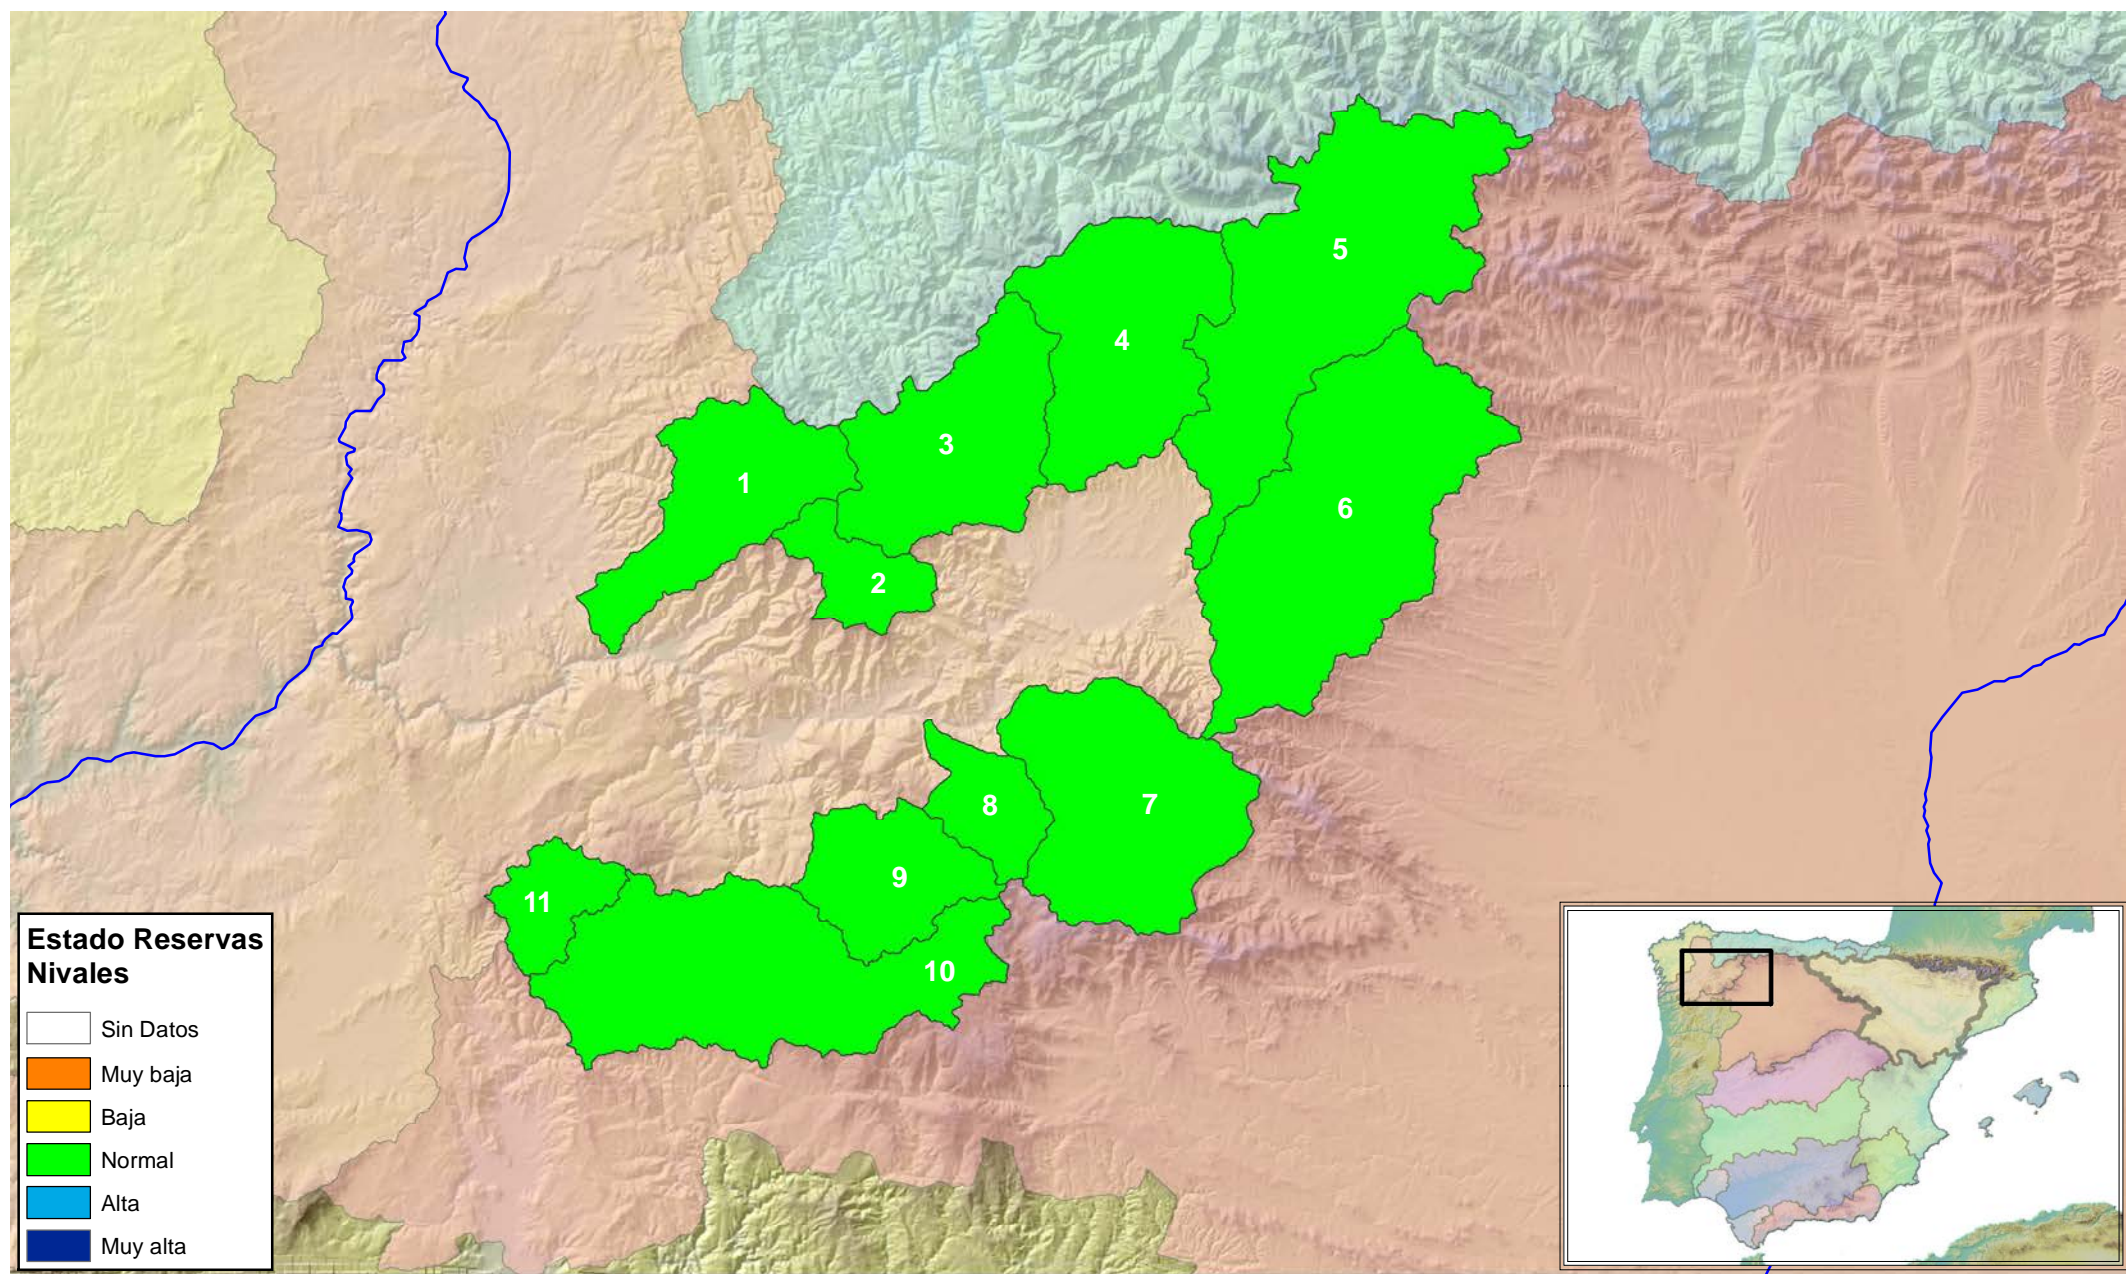 5
4
3
1
6
2
7
8
9
11
10
Estado Reservas
Nivales
Sin Datos
Muy baja
Baja
Normal
Alta
Muy alta